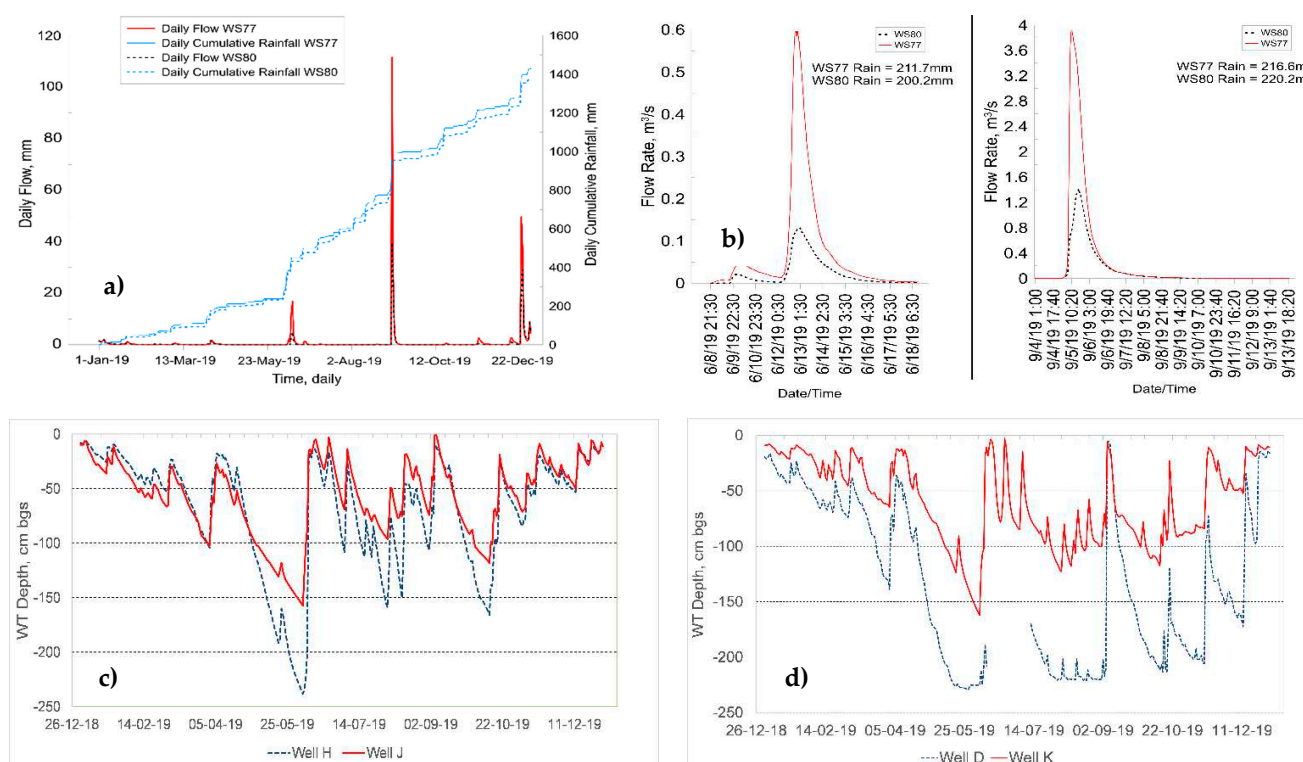 Daily Flow WS77
Daily Cumulative Rainfall WS77
Daily Flow WS80
Daily Cumulative Rainfall WS80
120
100
80
60
40
20
0
Daily Flow, mm
1600
1400
1200
1000
800
600
400
200
0
Daily Cumulative Rainfall, mm
a)
1-Jan-19
13-Mar-19
23-May-19
2-Aug-19
12-Oct-19
22-Dec-19
Time, daily
WS80
WS77
WS77 Rain = 211.7mm
WS80 Rain = 200.2mm
0.6
0.5
0.4
0.3
0.2
0.1
0
Flow Rate, m³/s
b)
6/8/19 21:30
6/9/19 22:30
6/10/19 23:30
6/12/19 0:30
6/13/19 1:30
6/14/19 2:30
6/15/19 3:30
6/16/19 4:30
6/17/19 5:30
6/18/19 6:30
Date/Time
WS80
WS77
WS77 Rain = 216.6m
WS80 Rain = 220.2m
4
3.6
3.2
2.8
2.4
2
1.6
1.2
0.8
0.4
0
Flow Rate, m³/s
9/4/19 1:00
9/4/19 17:40
9/5/19 10:20
9/6/19 3:00
9/6/19 19:40
9/7/19 12:20
9/8/19 5:00
9/8/19 21:40
9/9/19 14:20
9/10/19 7:00
9/10/19 23:40
9/11/19 16:20
9/12/19 9:00
9/13/19 1:40
9/13/19 18:20
Date/Time
0
-50
-100
-150
-200
-250
WT Depth, cm bgs
c)
26-12-18
14-02-19
05-04-19
25-05-19
14-07-19
02-09-19
22-10-19
11-12-19
Well H
Well J
0
-50
-100
-150
-200
-250
WT Depth, cm bgs
d)
26-12-18
14-02-19
05-04-19
25-05-19
14-07-19
02-09-19
22-10-19
11-12-19
Well D
Well K